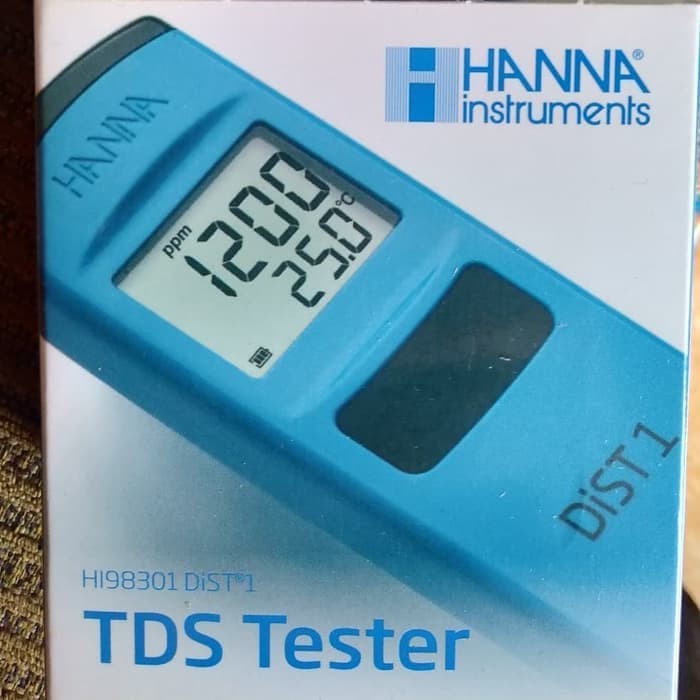 HANNA®
instruments
HANNA
ppm
1200
25.0°C
DiST 1
HI98301 DiST®1
TDS Tester